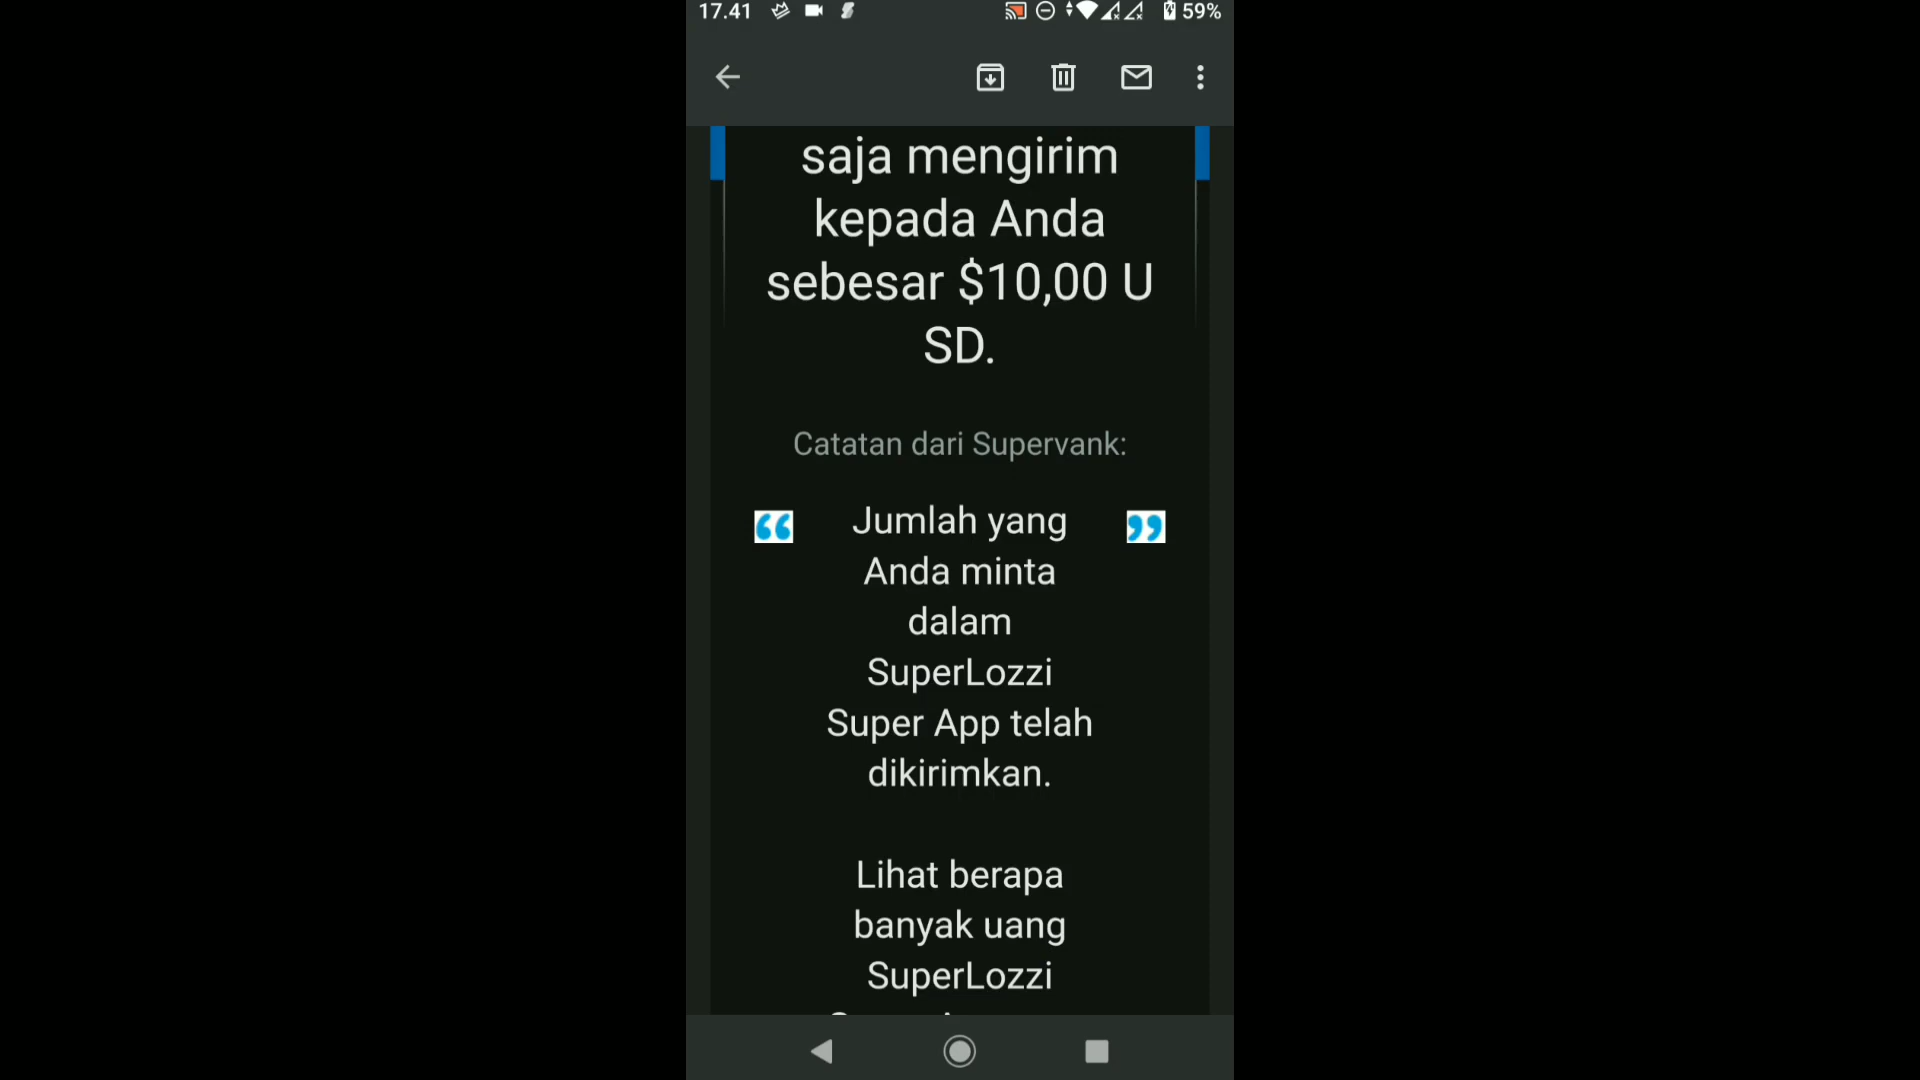 17.41
59%
saja mengirim
kepada Anda
sebesar $10,00 U
SD.
Catatan dari Supervank:
“ Jumlah yang ”
Anda minta
dalam
SuperLozzi
Super App telah
dikirimkan.
Lihat berapa
banyak uang
SuperLozzi